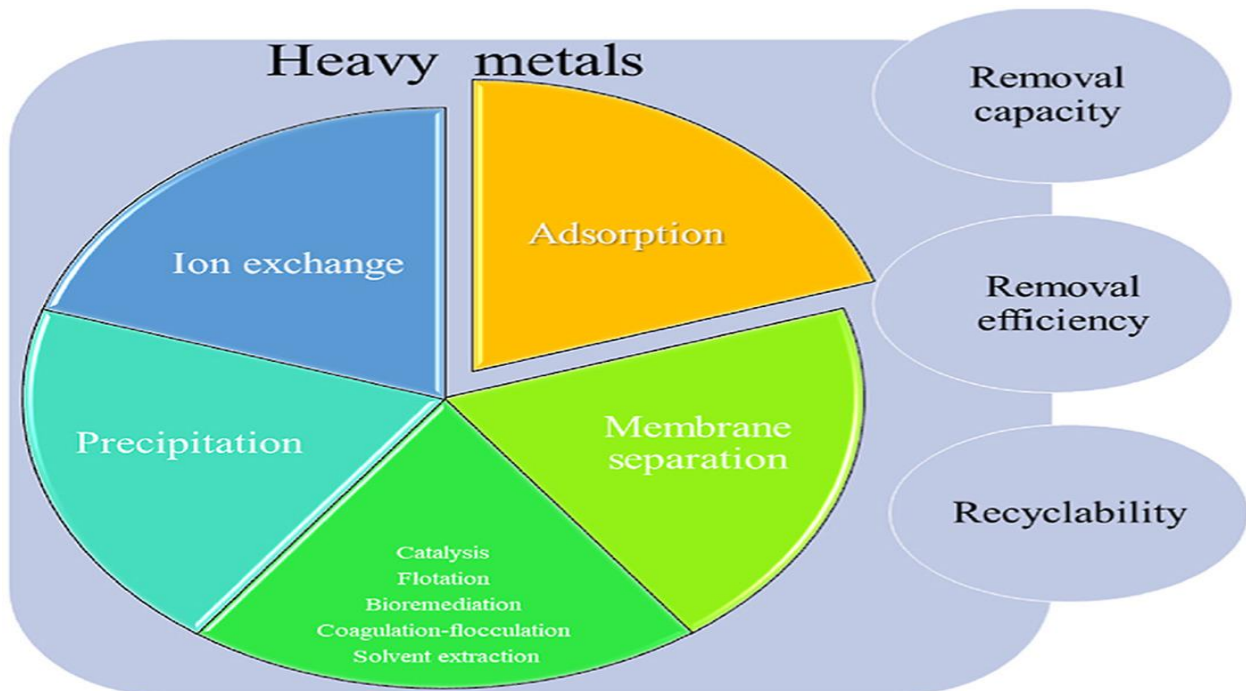 Heavy metals
Adsorption
Ion exchange
Membrane
separation
Precipitation
Catalysis
Flotation
Bioremediation
Coagulation-flocculation
Solvent extraction
Removal
capacity
Removal
efficiency
Recyclability